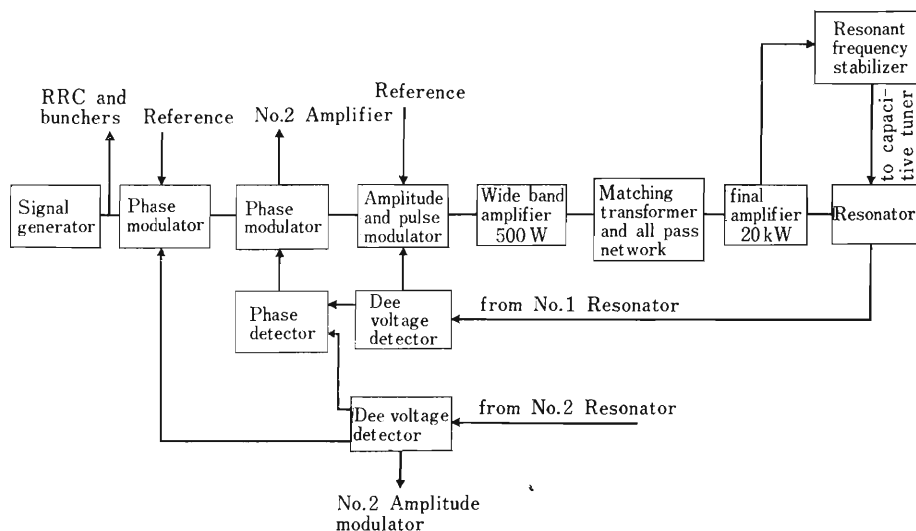 Resonant
frequency
stabilizer
RRC and
bunchers
Reference
No.2 Amplifier
Reference
to capaci-
tive tuner
Signal
generator
Phase
modulator
Phase
modulator
Amplitude
and pulse
modulator
Wide band
amplifier
500 W
Matching
transformer
and all pass
network
final
amplifier
20 kW
Resonator
Phase
detector
Dee
voltage
detector
from No.1 Resonator
Dee voltage
detector
from No.2 Resonator
No.2 Amplitude
modulator